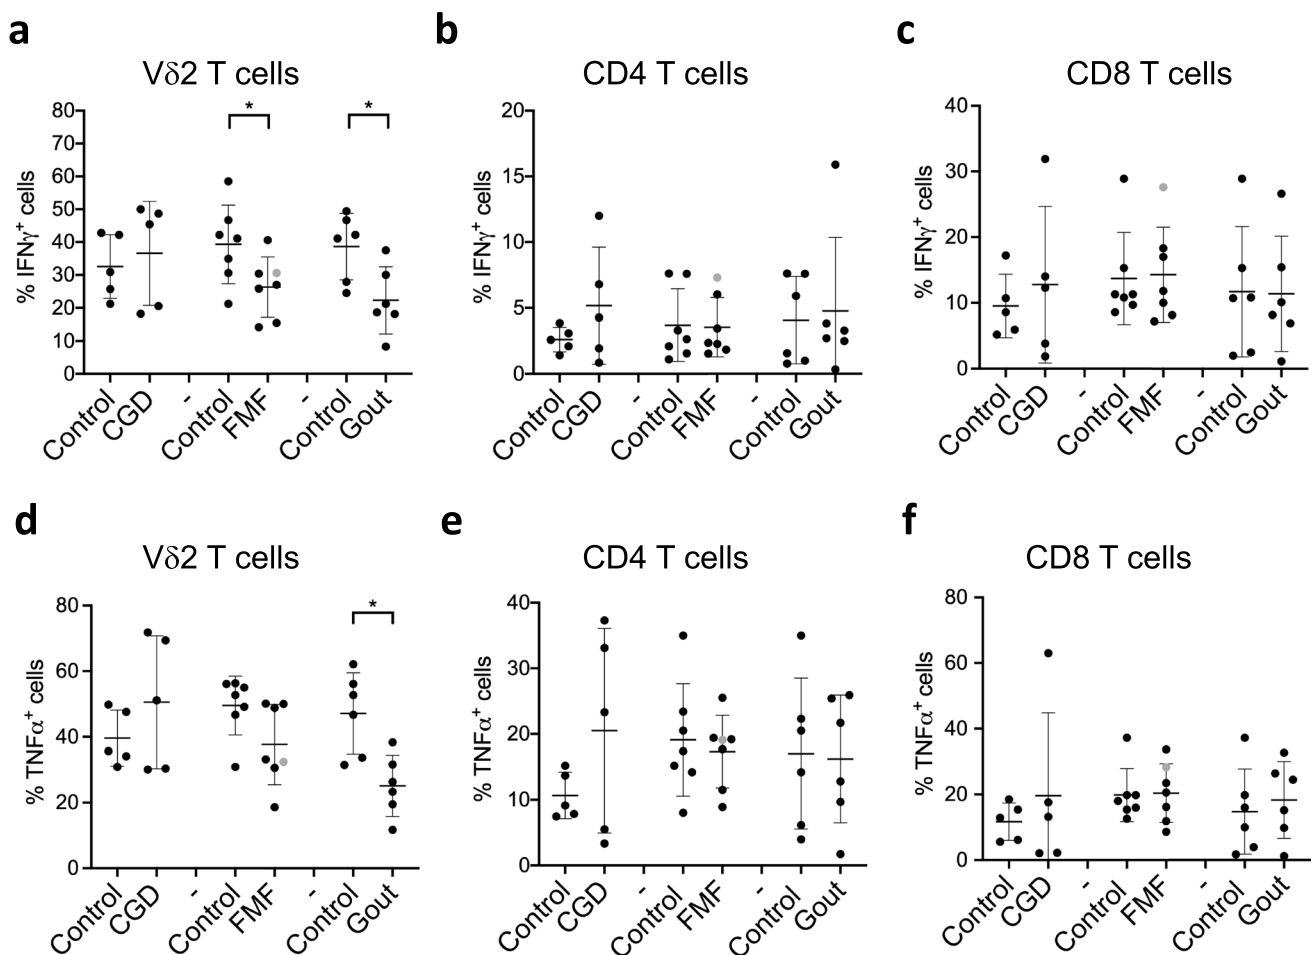 a
Vδ2 T cells
% IFNγ+ cells
80
70
60
50
40
30
20
10
0
* *
Control CGD - Control FMF - Control Gout
b
CD4 T cells
% IFNγ+ cells
20
15
10
5
0
Control CGD - Control FMF - Control Gout
c
CD8 T cells
% IFNγ+ cells
40
30
20
10
0
Control CGD - Control FMF - Control Gout
d
Vδ2 T cells
% TNFα+ cells
80
60
40
20
0
*
Control CGD - Control FMF - Control Gout
e
CD4 T cells
% TNFα+ cells
40
30
20
10
0
Control CGD - Control FMF - Control Gout
f
CD8 T cells
% TNFα+ cells
80
60
40
20
0
Control CGD - Control FMF - Control Gout